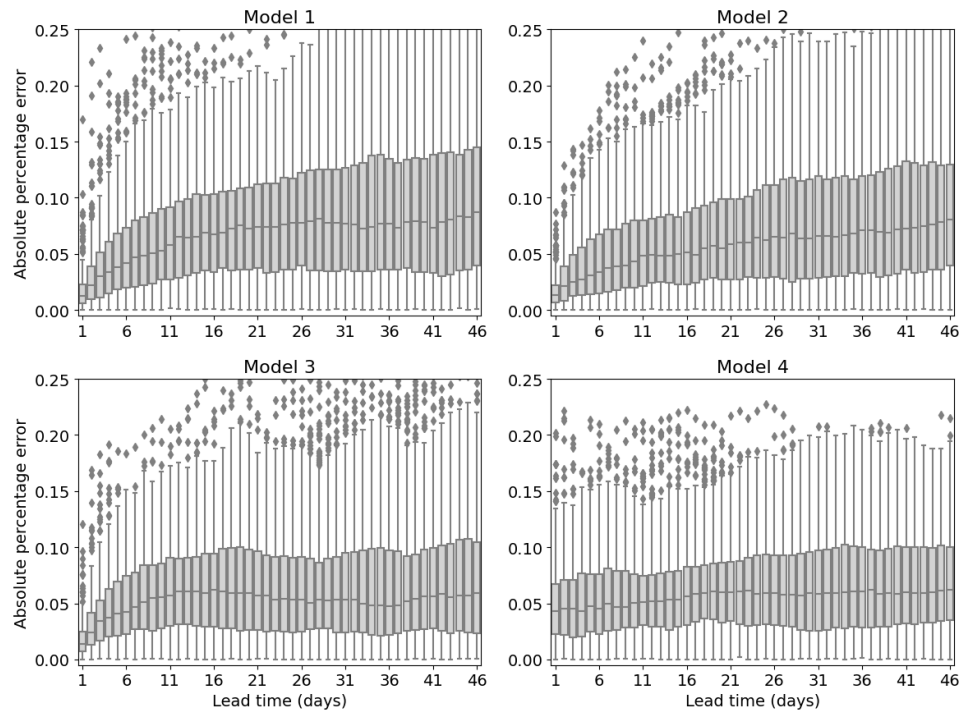 Model 1
Model 2
Absolute percentage error
0.25
0.20
0.15
0.10
0.05
0.00
1 6 11 16 21 26 31 36 41 46
0.25
0.20
0.15
0.10
0.05
0.00
1 6 11 16 21 26 31 36 41 46
Model 3
Model 4
Absolute percentage error
0.25
0.20
0.15
0.10
0.05
0.00
1 6 11 16 21 26 31 36 41 46
Lead time (days)
0.25
0.20
0.15
0.10
0.05
0.00
1 6 11 16 21 26 31 36 41 46
Lead time (days)